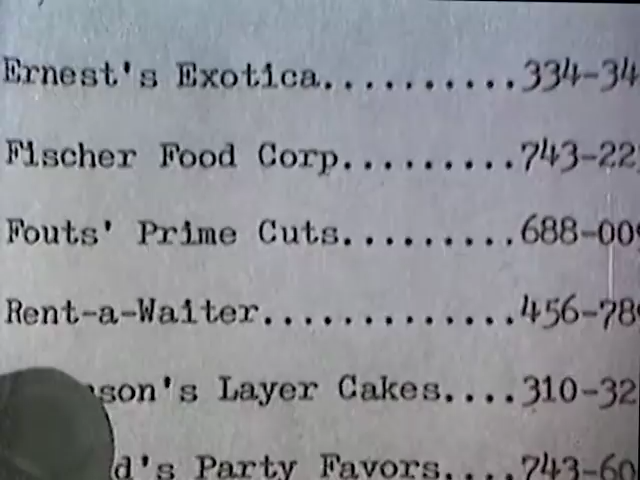 Ernest's Exotica..........334-34
Fischer Food Corp.........743-22
Fouts' Prime Cuts.........688-00
Rent-a-Waiter.............456-78
son's Layer Cakes....310-32
d's Party Favors....743-60